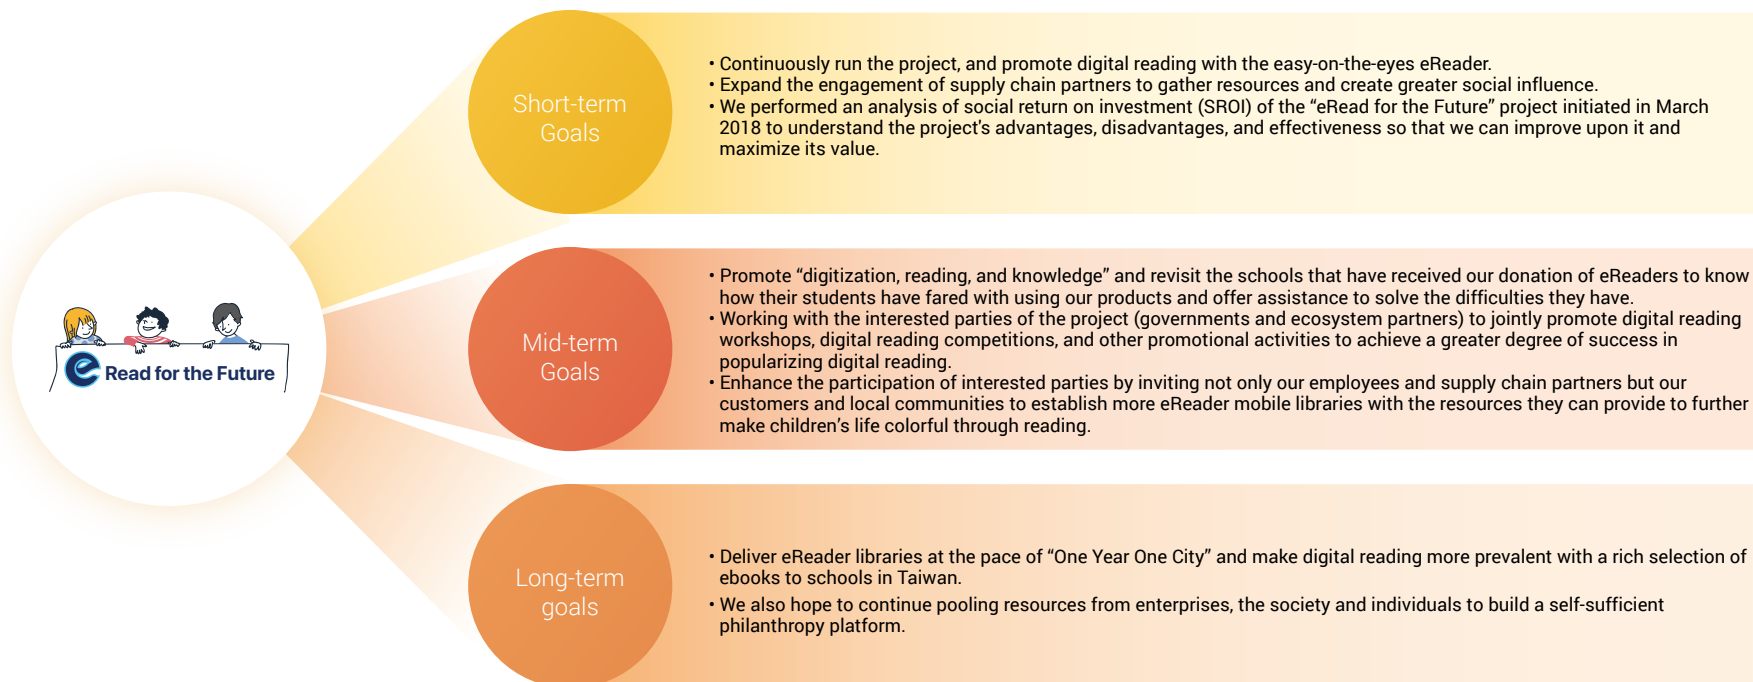 Short-term
Goals
• Continuously run the project, and promote digital reading with the easy-on-the-eyes eReader.
• Expand the engagement of supply chain partners to gather resources and create greater social influence.
• We performed an analysis of social return on investment (SROI) of the “eRead for the Future” project initiated in March
2018 to understand the project's advantages, disadvantages, and effectiveness so that we can improve upon it and
maximize its value.
e Read for the Future
Mid-term
Goals
• Promote “digitization, reading, and knowledge” and revisit the schools that have received our donation of eReaders to know
how their students have fared with using our products and offer assistance to solve the difficulties they have.
• Working with the interested parties of the project (governments and ecosystem partners) to jointly promote digital reading
workshops, digital reading competitions, and other promotional activities to achieve a greater degree of success in
popularizing digital reading.
• Enhance the participation of interested parties by inviting not only our employees and supply chain partners but our
customers and local communities to establish more eReader mobile libraries with the resources they can provide to further
make children’s life colorful through reading.
Long-term
goals
• Deliver eReader libraries at the pace of “One Year One City” and make digital reading more prevalent with a rich selection of
ebooks to schools in Taiwan.
• We also hope to continue pooling resources from enterprises, the society and individuals to build a self-sufficient
philanthropy platform.